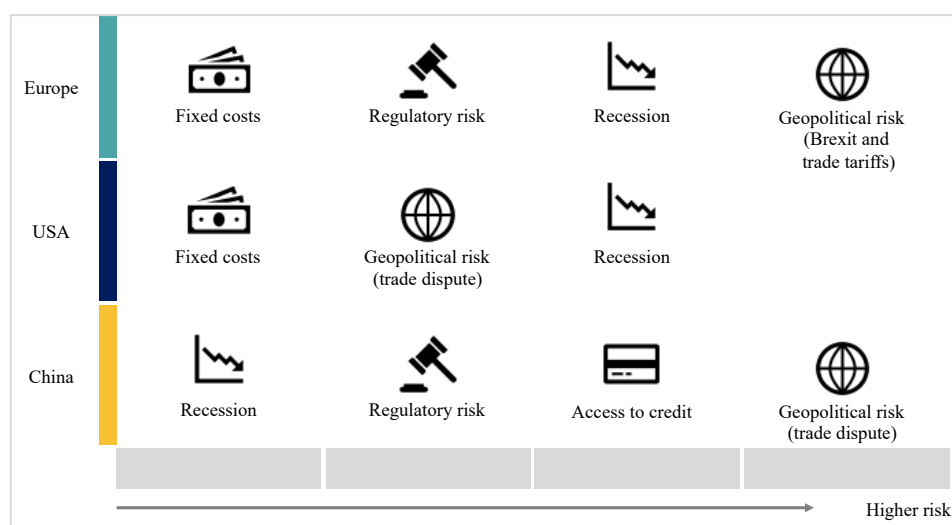 Europe
Fixed costs
Regulatory risk
Recession
Geopolitical risk
(Brexit and
trade tariffs)
USA
Fixed costs
Geopolitical risk
(trade dispute)
Recession
China
Recession
Regulatory risk
Access to credit
Geopolitical risk
(trade dispute)
Higher risk